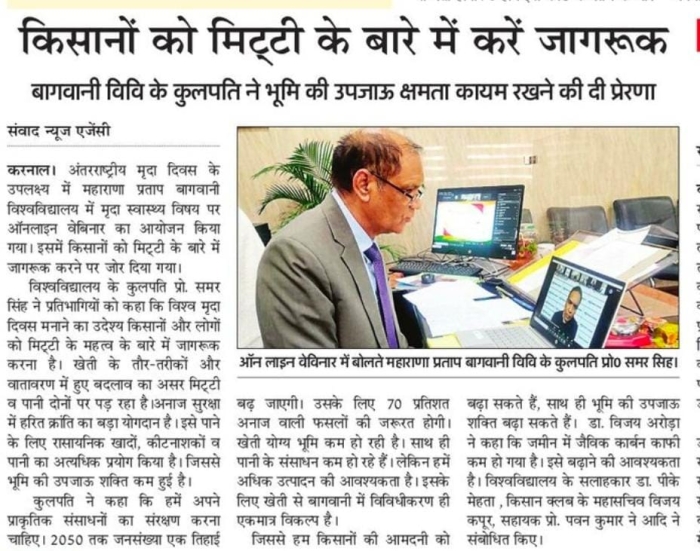 किसानों को मिट्टी के बारे में करें जागरूक
बागवानी विवि के कुलपति ने भूमि की उपजाऊ क्षमता कायम रखने की दी प्रेरणा
संवाद न्यूज एजेंसी
करनाल। अंतरराष्ट्रीय मृदा दिवस के
उपलक्ष्य में महाराणा प्रताप बागवानी
विश्वविद्यालय में मृदा स्वास्थ्य विषय पर
ऑनलाइन वेबिनार का आयोजन किया
गया। इसमें किसानों को मिट्टी के बारे में
जागरूक करने पर जोर दिया गया।
विश्वविद्यालय के कुलपति प्रो. समर
सिंह ने प्रतिभागियों को कहा कि विश्व मृदा
दिवस मनाने का उदेश्य किसानों और लोगों
को मिट्टी के महत्व के बारे में जागरूक
करना है। खेती के तौर-तरीकों और
वातावरण में हुए बदलाव का असर मिट्टी
व पानी दोनों पर पड़ रहा है।अनाज सुरक्षा
में हरित क्रांति का बड़ा योगदान है। इसे पाने
के लिए रासायनिक खादों, कीटनाशकों व
पानी का अत्यधिक प्रयोग किया है। जिससे
भूमि की उपजाऊ शक्ति कम हुई है।
कुलपति ने कहा कि हमें अपने
प्राकृतिक संसाधनों का संरक्षण करना
चाहिए। 2050 तक जनसंख्या एक तिहाई
ऑन लाइन वेविनार में बोलते महाराणा प्रताप बागवानी विवि के कुलपति प्रो0 समर सिह।
बढ़ जाएगी। उसके लिए 70 प्रतिशत
अनाज वाली फसलों की जरूरत होगी।
खेती योग्य भूमि कम हो रही है। साथ ही
पानी के संसाधन कम हो रहे हैं। लेकिन हमें
अधिक उत्पादन की आवश्यकता है। इसके
लिए खेती से बागवानी में विविधीकरण ही
एकमात्र विकल्प है।
जिससे हम किसानों की आमदनी को
बढ़ा सकते हैं, साथ ही भूमि की उपजाऊ
शक्ति बढ़ा सकते हैं। डा. विजय अरोड़ा
ने कहा कि जमीन में जैविक कार्बन काफी
कम हो गया है। इसे बढ़ाने की आवश्यकता
है। विश्वविद्यालय के सलाहकार डा. पीके
मेहता , किसान क्लब के महासचिव विजय
कपूर, सहायक प्रो. पवन कुमार ने आदि ने
संबोधित किए।